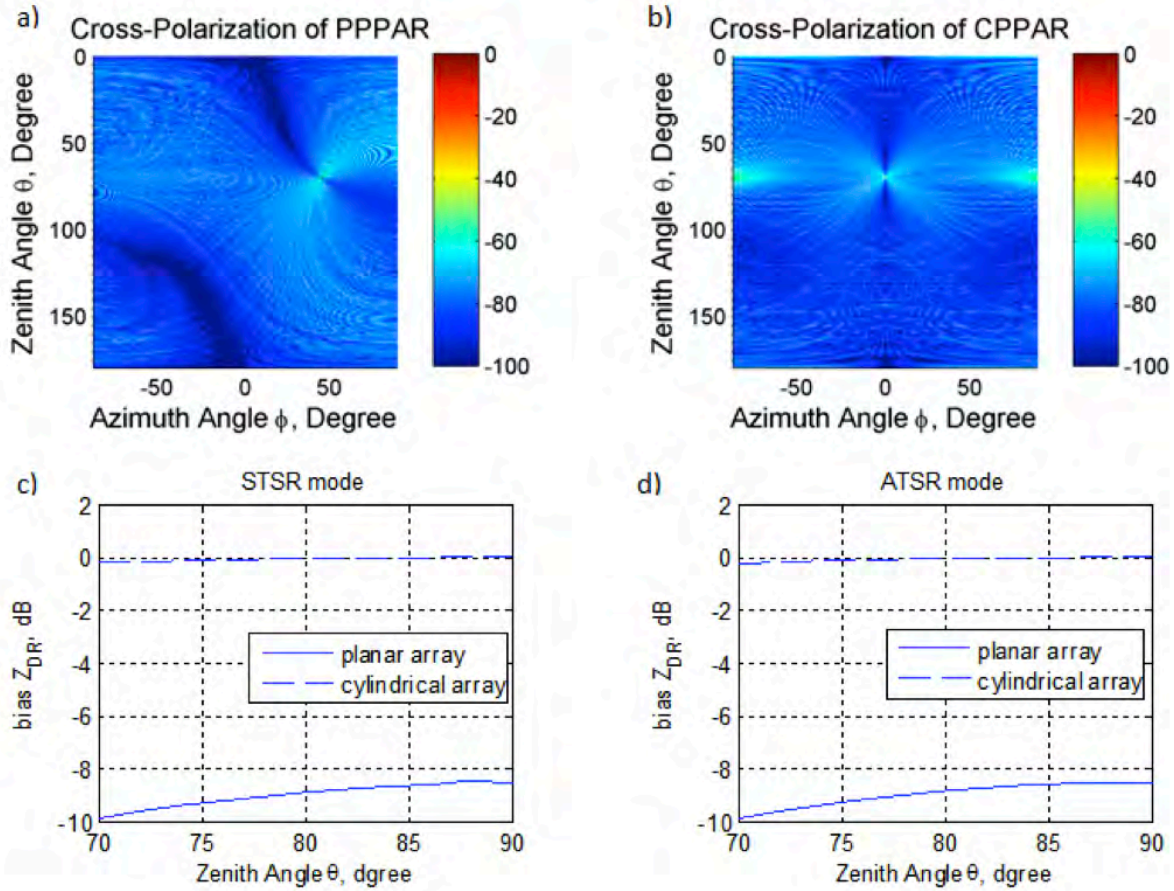 a)
Cross-Polarization of PPPAR
0
50
100
150
-50
0
50
0
-20
-40
-60
-80
-100
Zenith Angle θ, Degree
Azimuth Angle ϕ, Degree
b)
Cross-Polarization of CPPAR
0
50
100
150
-50
0
50
0
-20
-40
-60
-80
-100
Zenith Angle θ, Degree
Azimuth Angle ϕ, Degree
c)
STSR mode
2
0
-2
-4
-6
-8
-10
bias Z_DR, dB
planar array
cylindrical array
70 75 80 85 90
Zenith Angle θ, dgree
d)
ATSR mode
2
0
-2
-4
-6
-8
-10
bias Z_DR, dB
planar array
cylindrical array
70 75 80 85 90
Zenith Angle θ, dgree